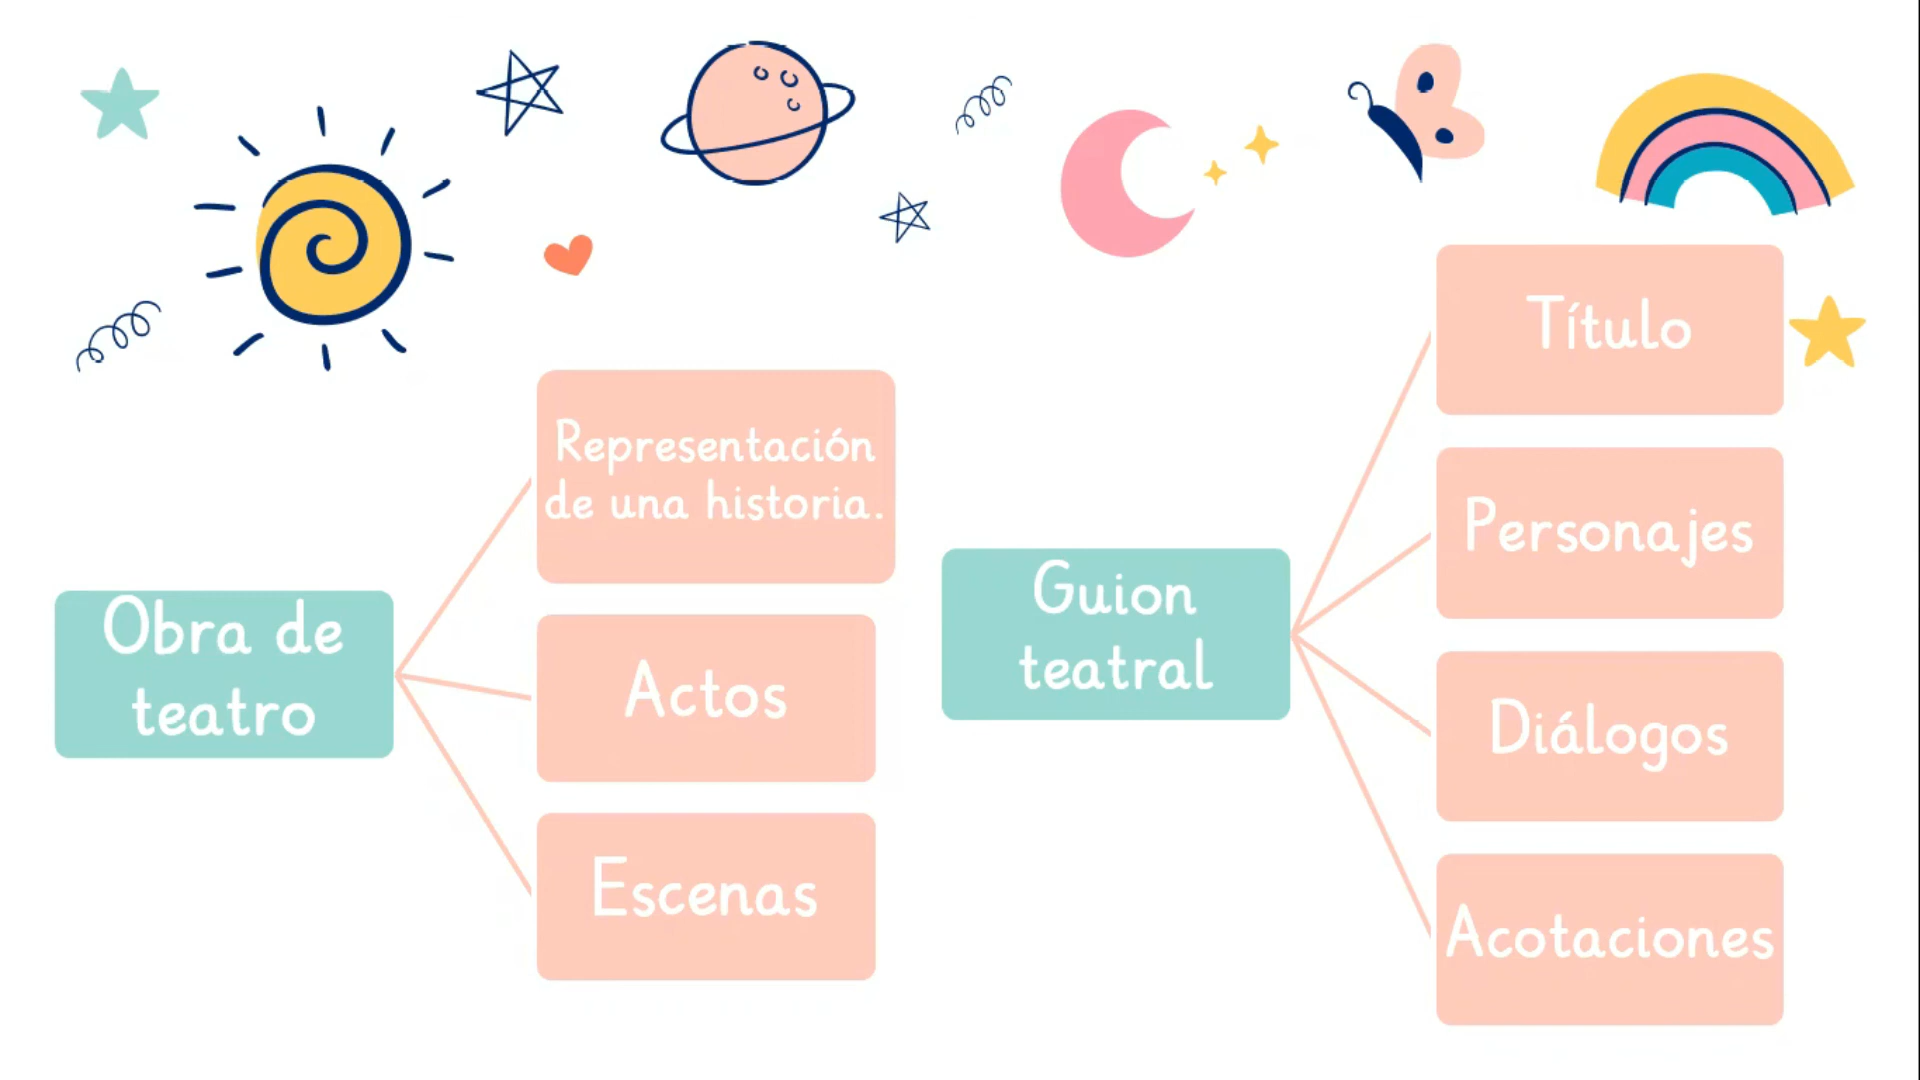 Obra de
teatro
Representación
de una historia.
Actos
Escenas
Guion
teatral
Título
Personajes
Diálogos
Acotaciones